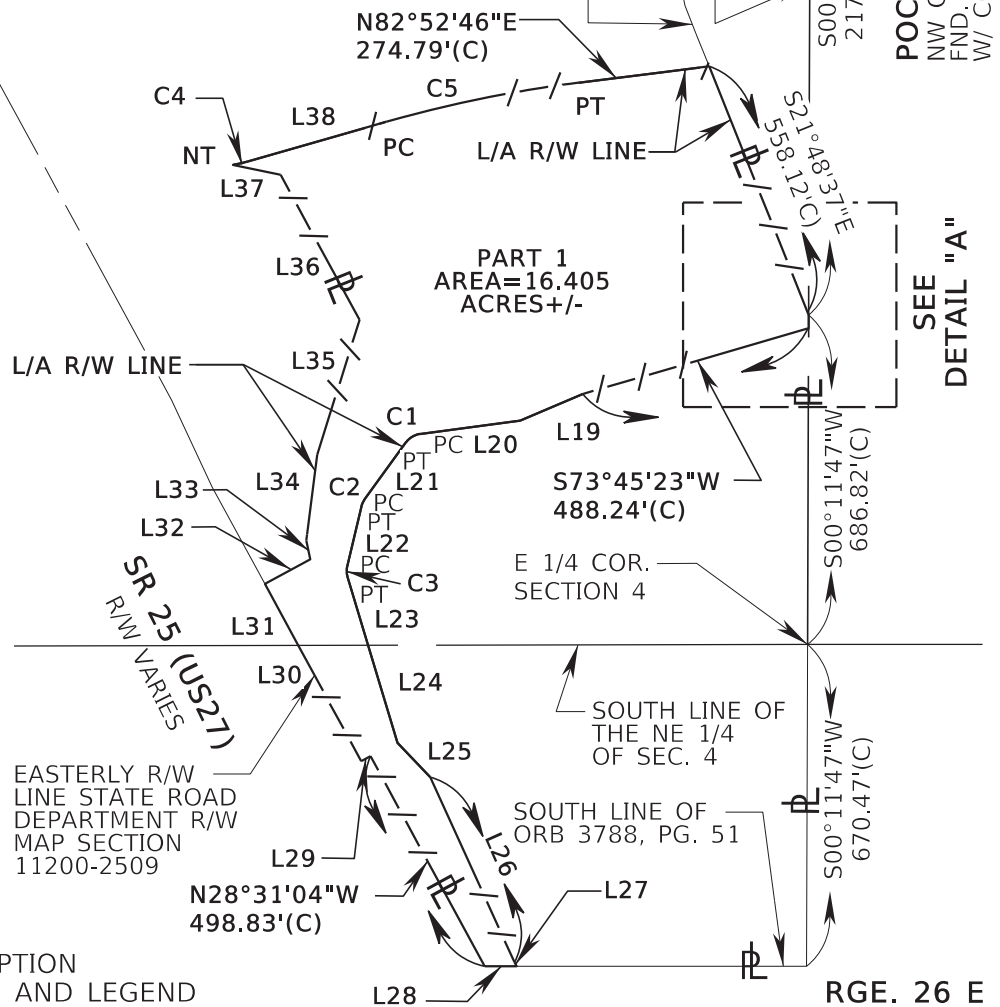 N82°52'46"E
274.79'(C)
S00
217
POC
NW C
FND.
W/ C
C4
L38
C5
PT
PC
NT
L/A R/W LINE
S21°48'37"E
558.12'(C)
L37
L36
PL
PL
PART 1
AREA=16.405
ACRES+/-
SEE
DETAIL "A"
L35
L/A R/W LINE
C1
PC
L20
L19
PT
L21
PL
S73°45'23"W
488.24'(C)
S00°11'47"W
686.82'(C)
L34
C2
PC
PT
L33
L32
L22
PC
PT
C3
E 1/4 COR.
SECTION 4
L23
SR 25 (US27)
R/W VARIES
L31
L30
L24
SOUTH LINE OF
THE NE 1/4
OF SEC. 4
L25
EASTERLY R/W
LINE STATE ROAD
DEPARTMENT R/W
MAP SECTION
11200-2509
SOUTH LINE OF
ORB 3788, PG. 51
PL
S00°11'47"W
670.47'(C)
L29
L26
N28°31'04"W
498.83'(C)
PL
L27
PL
PTION
AND LEGEND
L28
RGE. 26 E